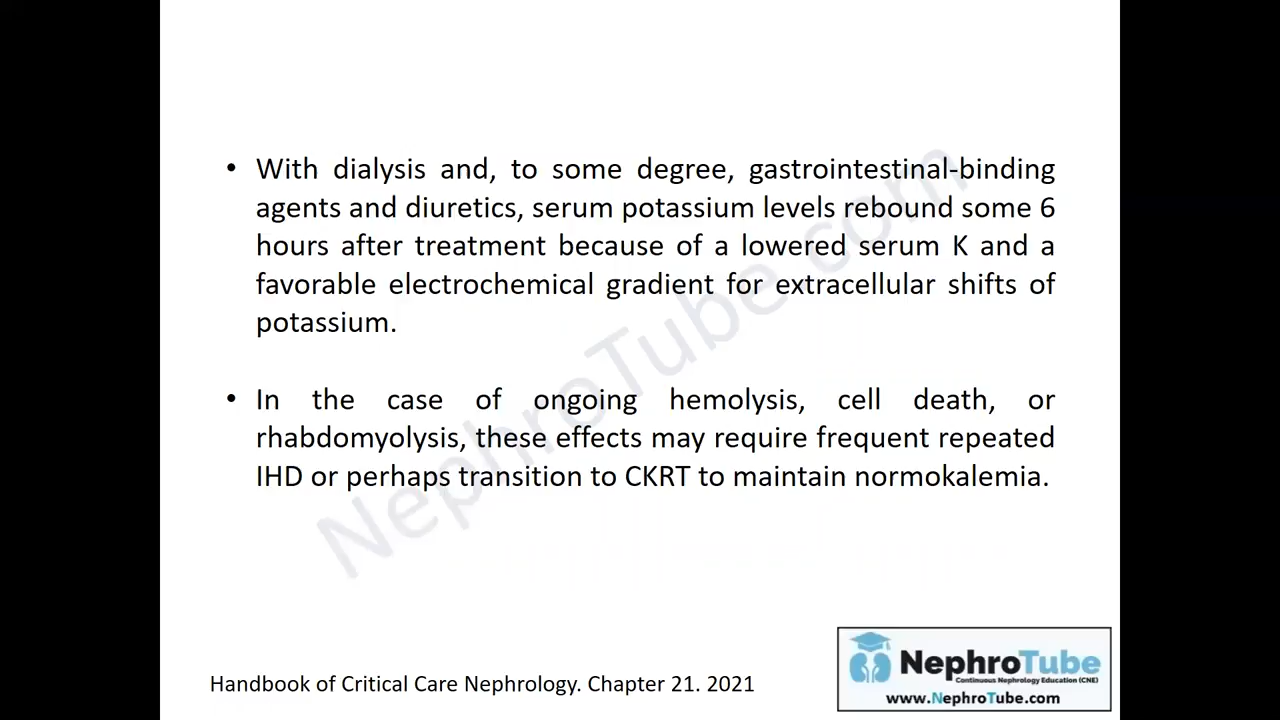 • With dialysis and, to some degree, gastrointestinal-binding
agents and diuretics, serum potassium levels rebound some 6
hours after treatment because of a lowered serum K and a
favorable electrochemical gradient for extracellular shifts of
potassium.
• In the case of ongoing hemolysis, cell death, or
rhabdomyolysis, these effects may require frequent repeated
IHD or perhaps transition to CKRT to maintain normokalemia.
NephroTube.com
Handbook of Critical Care Nephrology. Chapter 21. 2021
NephroTube
Continuous Nephrology Education (CNE)
www.NephroTube.com